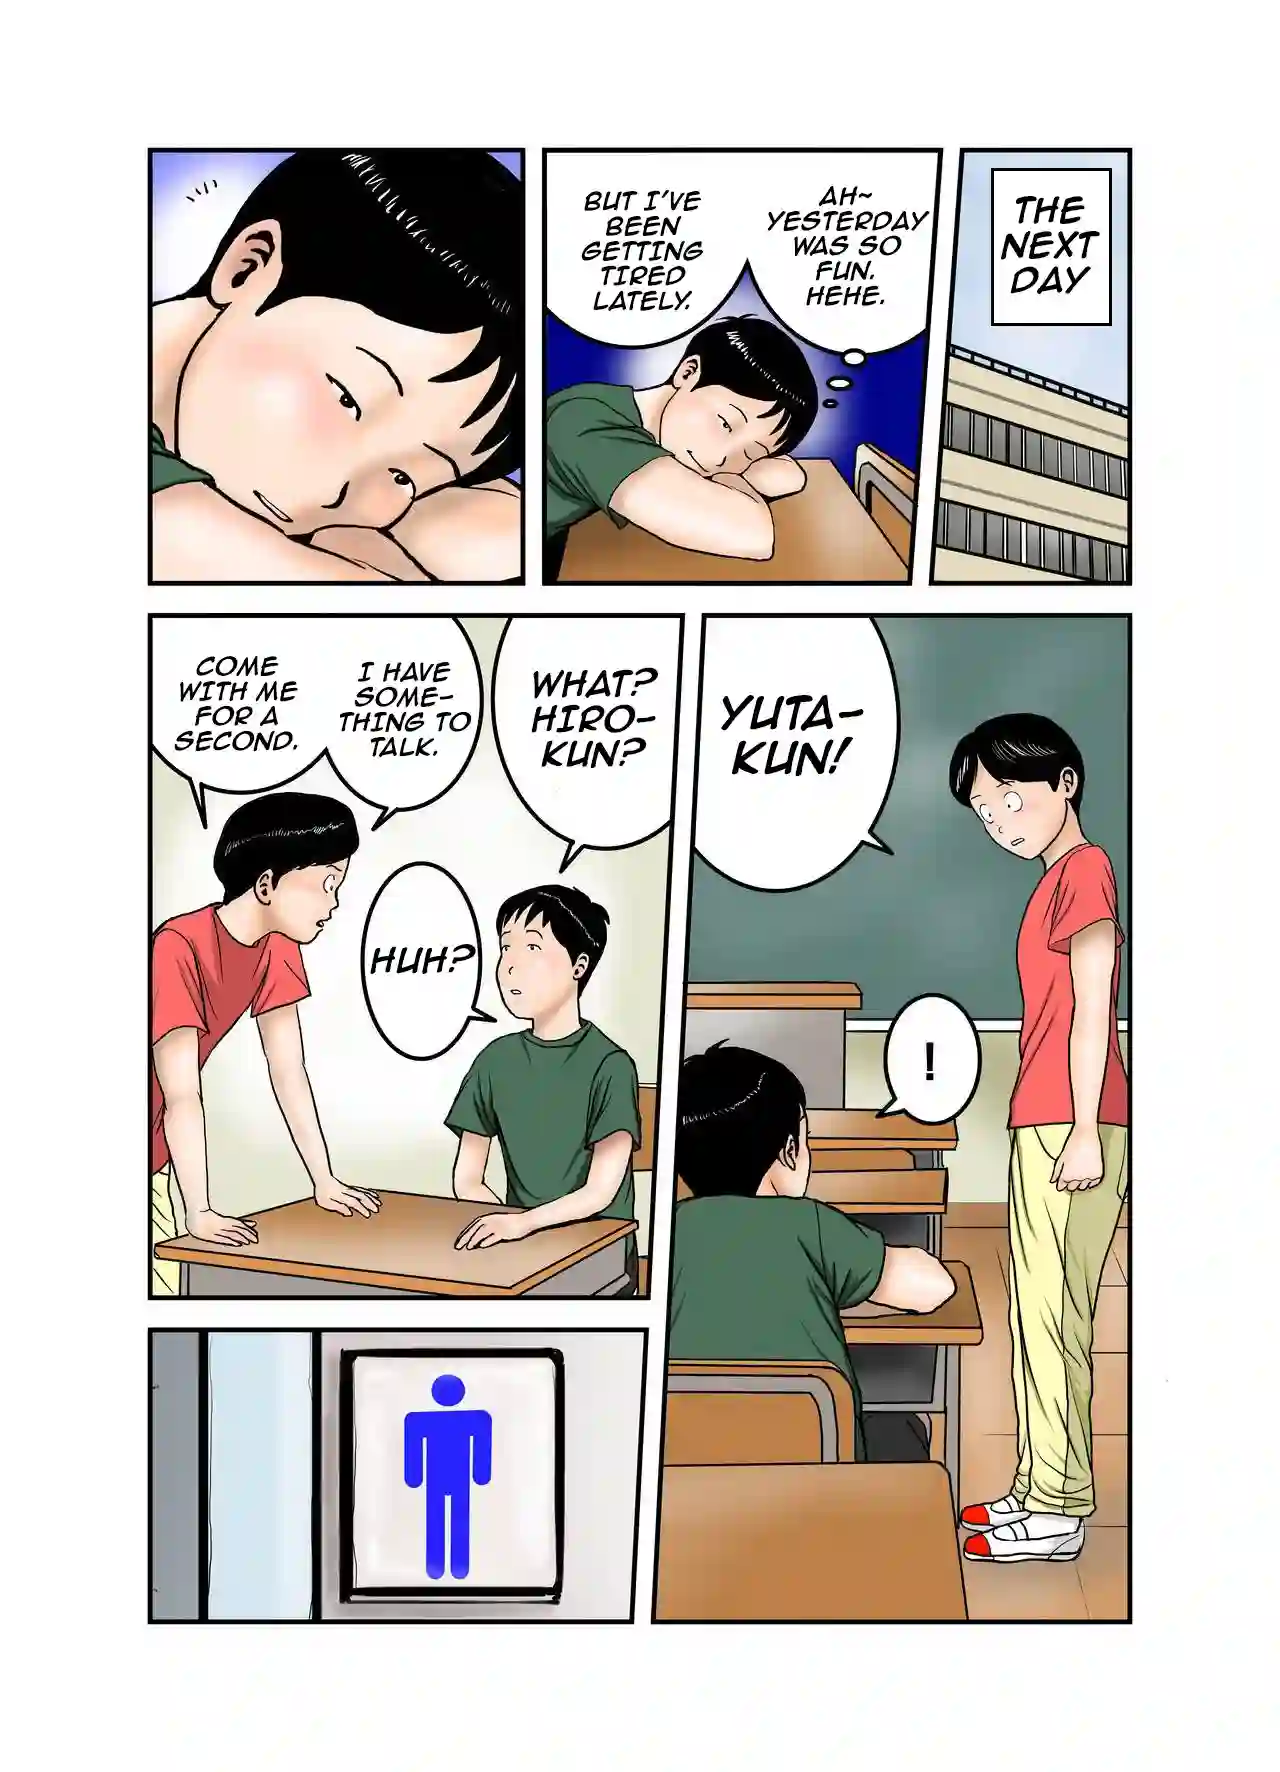 THE
NEXT
DAY
AH~
YESTERDAY
WAS SO
FUN.
HEHE.
BUT I'VE
BEEN
GETTING
TIRED
LATELY.
YUTA-
KUN!
!
WHAT?
HIRO-
KUN?
I HAVE
SOME-
THING TO
TALK.
COME
WITH ME
FOR A
SECOND.
HUH?